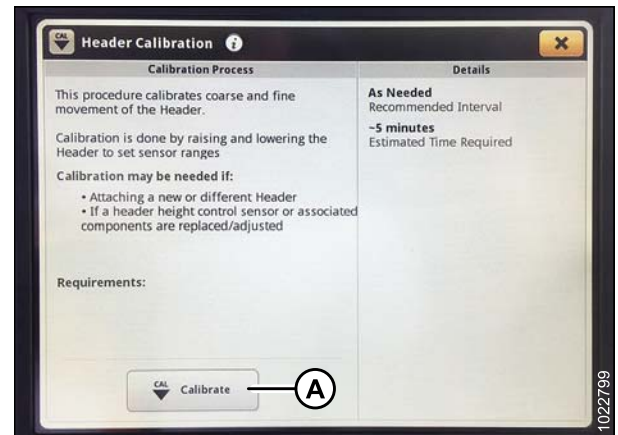 CAL Header Calibration i
Calibration Process
This procedure calibrates coarse and fine
movement of the Header.
Calibration is done by raising and lowering the
Header to set sensor ranges
Calibration may be needed if:
• Attaching a new or different Header
• If a header height control sensor or associated
components are replaced/adjusted
Requirements:
CAL Calibrate
A
Details
As Needed
Recommended Interval
~5 minutes
Estimated Time Required
1022799